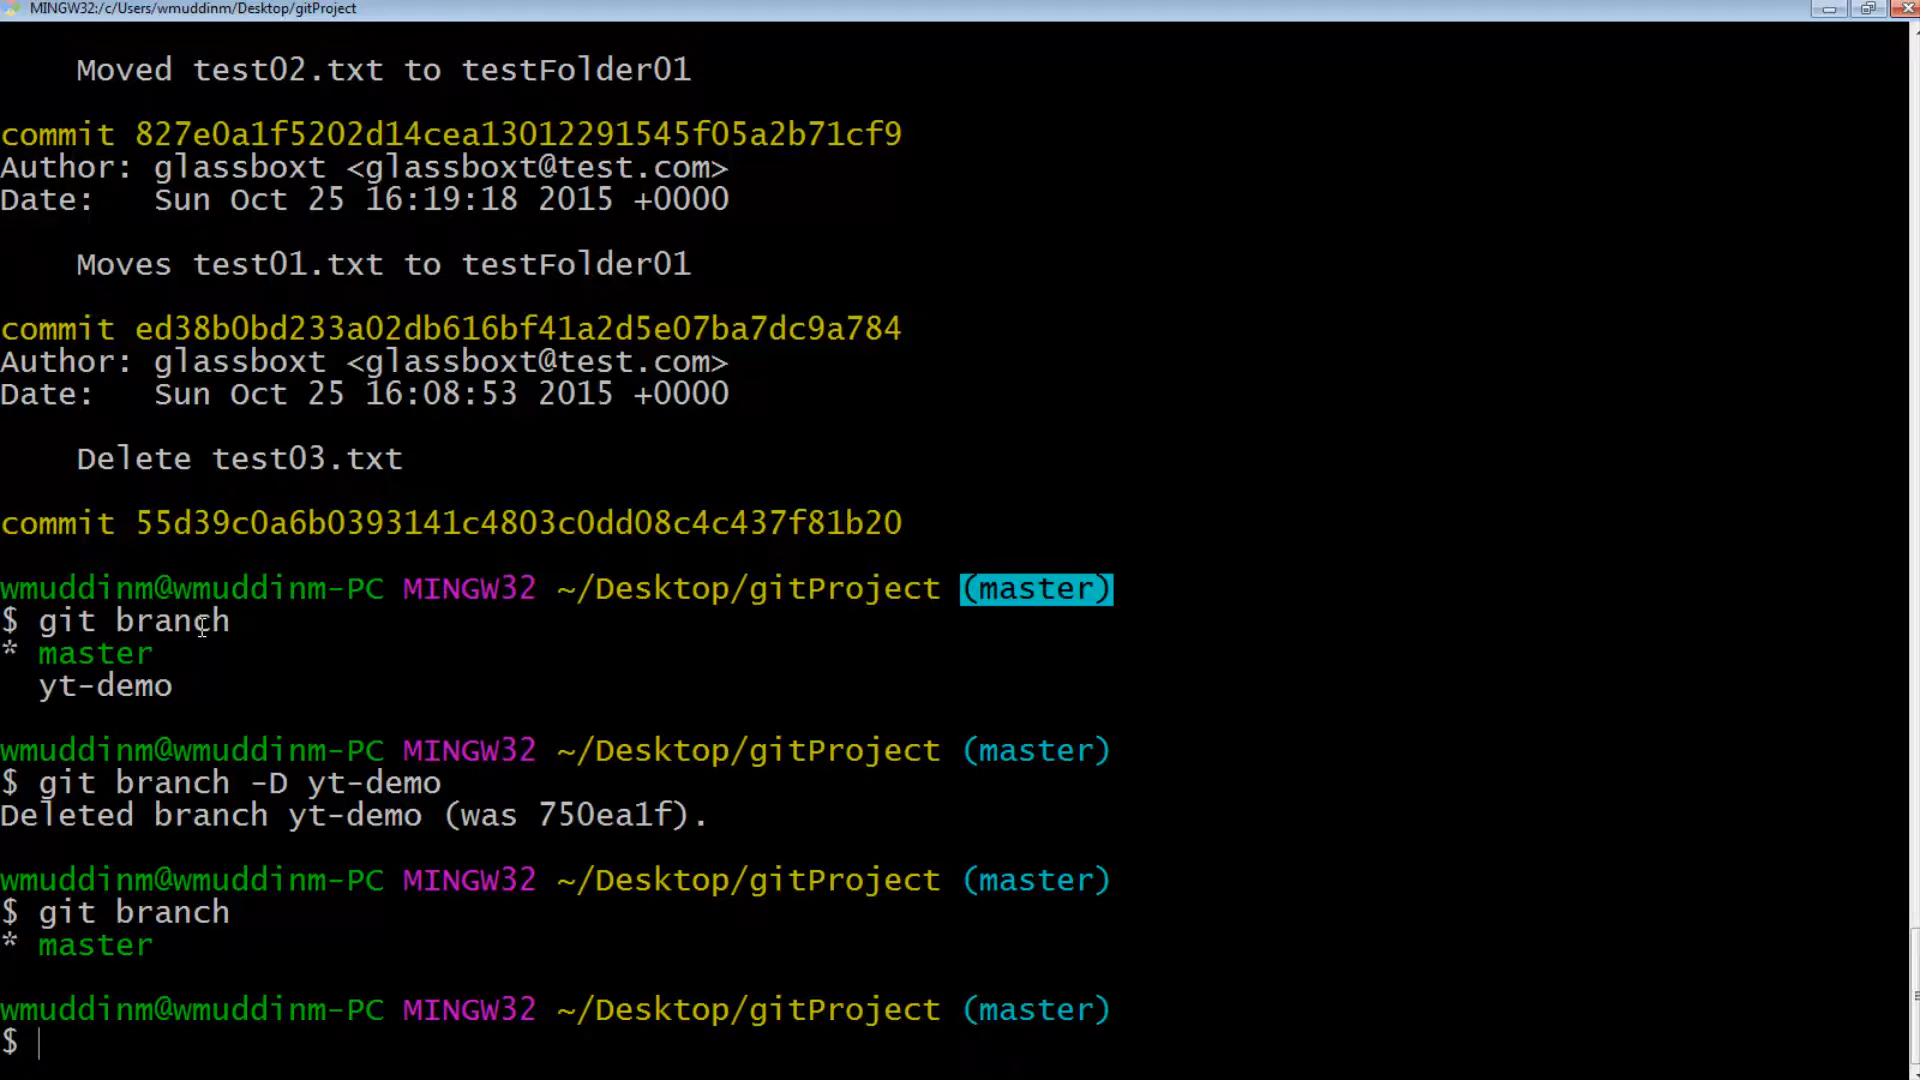 MINGW32:/c/Users/wmuddinm/Desktop/gitProject
Moved test02.txt to testFolder01
commit 827e0a1f5202d14cea13012291545f05a2b71cf9
Author: glassboxt <glassboxt@test.com>
Date:   Sun Oct 25 16:19:18 2015 +0000
Moves test01.txt to testFolder01
commit ed38b0bd233a02db616bf41a2d5e07ba7dc9a784
Author: glassboxt <glassboxt@test.com>
Date:   Sun Oct 25 16:08:53 2015 +0000
Delete test03.txt
commit 55d39c0a6b0393141c4803c0dd08c4c437f81b20
wmuddinm@wmuddinm-PC MINGW32 ~/Desktop/gitProject (master)
$ git branch
* master
yt-demo
wmuddinm@wmuddinm-PC MINGW32 ~/Desktop/gitProject (master)
$ git branch -D yt-demo
Deleted branch yt-demo (was 750ea1f).
wmuddinm@wmuddinm-PC MINGW32 ~/Desktop/gitProject (master)
$ git branch
* master
wmuddinm@wmuddinm-PC MINGW32 ~/Desktop/gitProject (master)
$